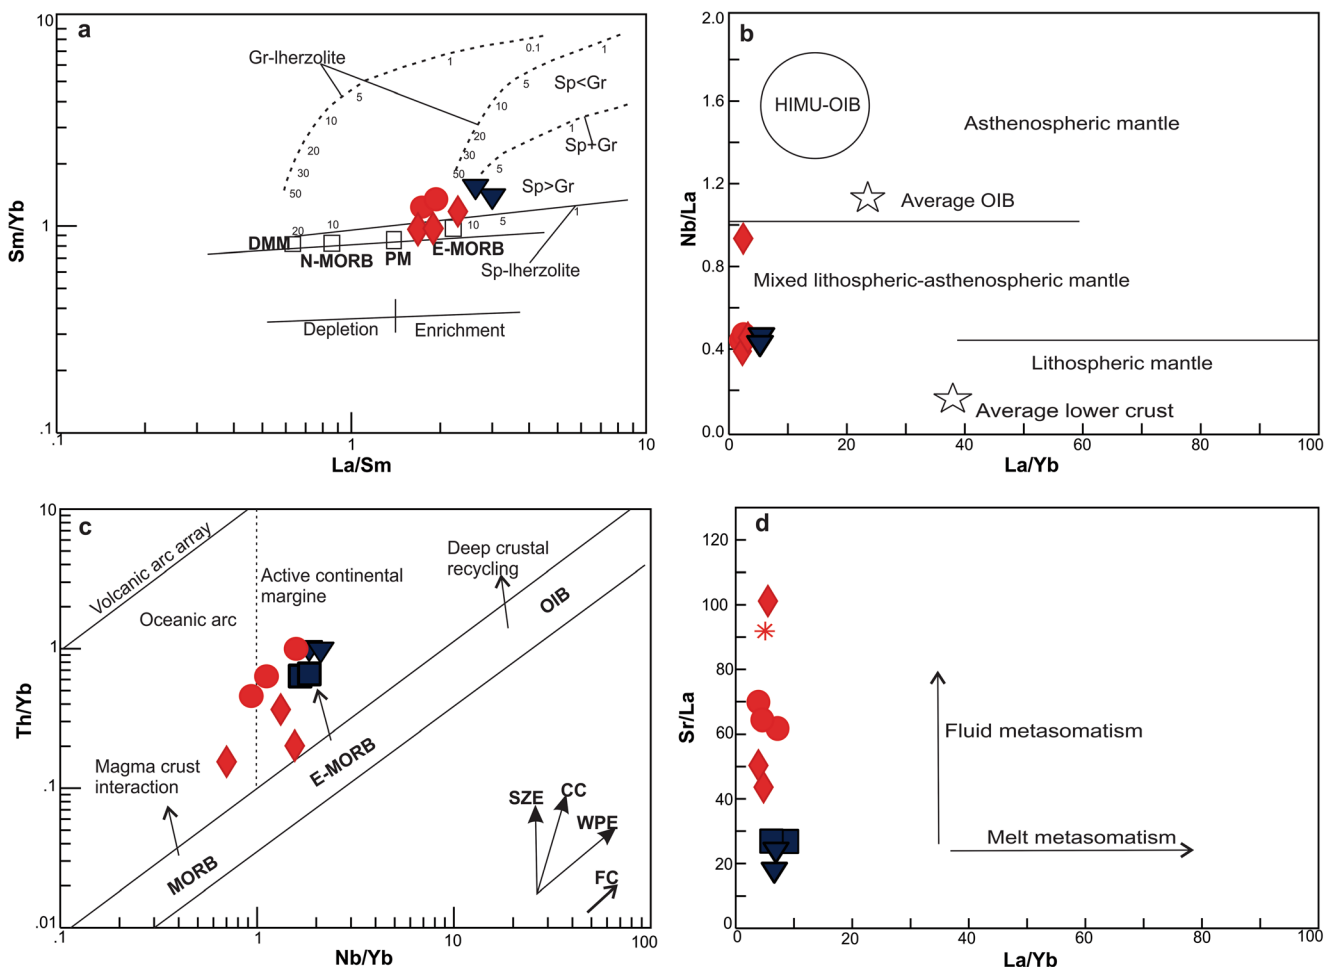 a
10
1
.1
Sm/Yb
Gr-lherzolite
0.1
1
5
10
20
30
50
1
5
10
20
30
50
Sp<Gr
1
5
Sp+Gr
Sp>Gr
20
10
10
5
1
DMM
N-MORB
PM
E-MORB
Sp-lherzolite
Depletion
Enrichment
.1
1
10
La/Sm
b
2.0
1.6
1.2
0.8
0.4
0.0
Nb/La
HIMU-OIB
Asthenospheric mantle
Average OIB
Mixed lithospheric-asthenospheric mantle
Lithospheric mantle
Average lower crust
0
20
40
60
80
100
La/Yb
c
10
1
.1
.01
Th/Yb
Volcanic arc array
Oceanic arc
Active continental
margine
Deep crustal
recycling
OIB
E-MORB
Magma crust
interaction
MORB
SZE
CC
WPE
FC
.1
1
10
100
Nb/Yb
d
120
100
80
60
40
20
0
Sr/La
Fluid metasomatism
Melt metasomatism
0
20
40
60
80
100
La/Yb